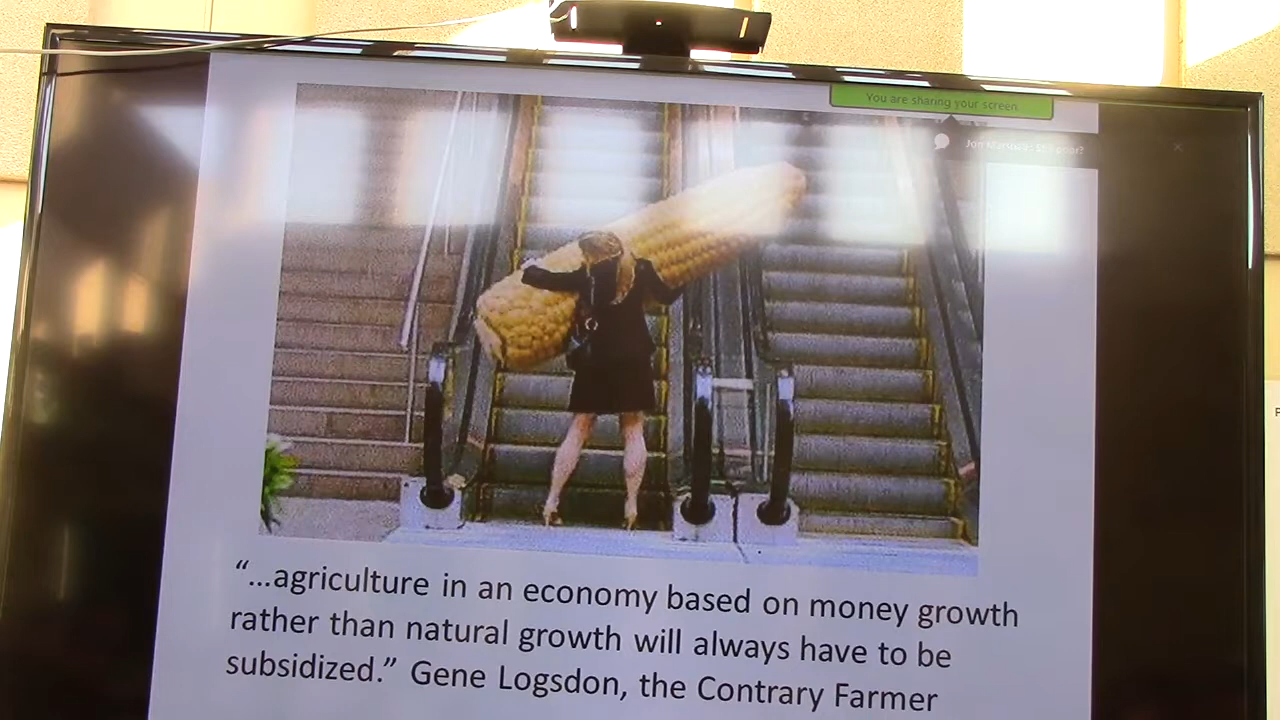 You are sharing your screen
“...agriculture in an economy based on money growth
rather than natural growth will always have to be
subsidized.” Gene Logsdon, the Contrary Farmer